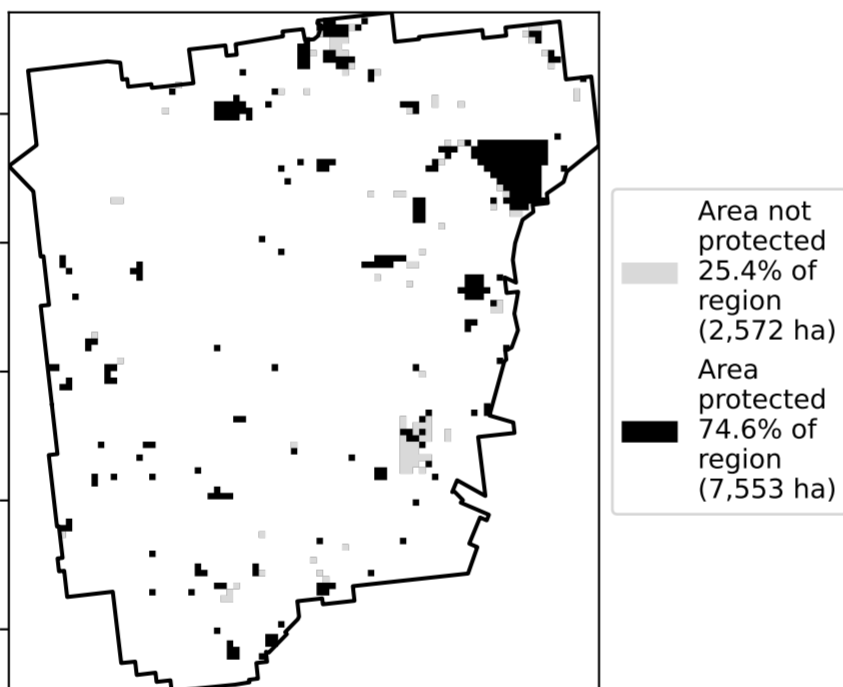 Area not
protected
25.4% of
region
(2,572 ha)
Area
protected
74.6% of
region
(7,553 ha)